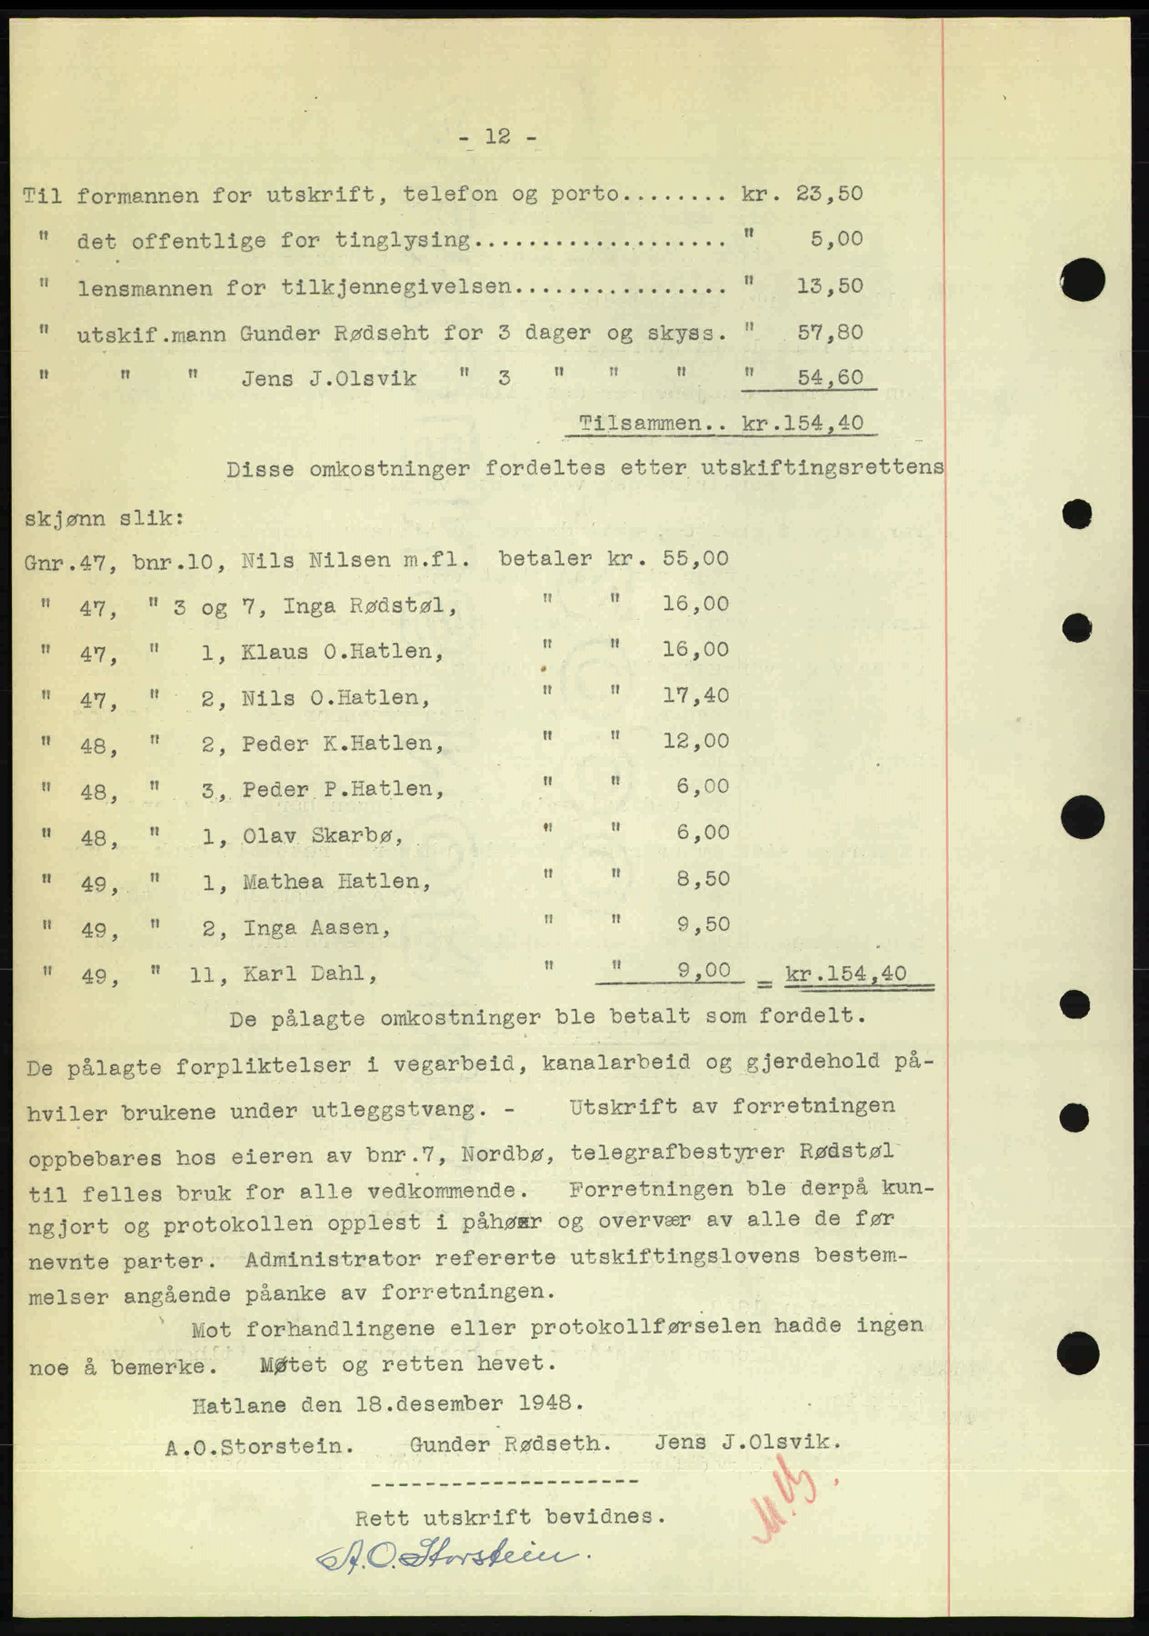 - 12 -
Til formannen for utskrift, telefon og porto........ kr. 23,50
" det offentlige for tinglysing................... " 5,00
" lensmannen for tilkjennegivelsen................ " 13,50
" utskif.mann Gunder Rødseht for 3 dager og skyss. " 57,80
" " " Jens J.Olsvik " 3 " " " " 54,60
Tilsammen.. kr.154,40
Disse omkostninger fordeltes etter utskiftingsrettens
skjønn slik:
Gnr.47, bnr.10, Nils Nilsen m.fl. betaler kr. 55,00
" 47, " 3 og 7, Inga Rødstøl, " " 16,00
" 47, " 1, Klaus O.Hatlen, " " 16,00
" 47, " 2, Nils O.Hatlen, " " 17,40
" 48, " 2, Peder K.Hatlen, " " 12,00
" 48, " 3, Peder P.Hatlen, " " 6,00
" 48, " 1, Olav Skarbø, " " 6,00
" 49, " 1, Mathea Hatlen, " " 8,50
" 49, " 2, Inga Aasen, " " 9,50
" 49, " 11, Karl Dahl, " " 9,00 = kr.154,40
De pålagte omkostninger ble betalt som fordelt.
De pålagte forpliktelser i vegarbeid, kanalarbeid og gjerdehold på-
hviler brukene under utleggstvang. - Utskrift av forretningen
oppbebares hos eieren av bnr.7, Nordbø, telegrafbestyrer Rødstøl
til felles bruk for alle vedkommende. Forretningen ble derpå kun-
ngjort og protokollen opplest i påhør og overvær av alle de før
nevnte parter. Administrator refererte utskiftingslovens bestem-
melser angående påanke av forretningen.
Mot forhandlingene eller protokollførselen hadde ingen
noe å bemerke. Møtet og retten hevet.
Hatlane den 18.desember 1948.
A.O.Storstein. Gunder Rødseth. Jens J.Olsvik.
--------------------
Rett utskrift bevidnes.
A.O.Storstein.